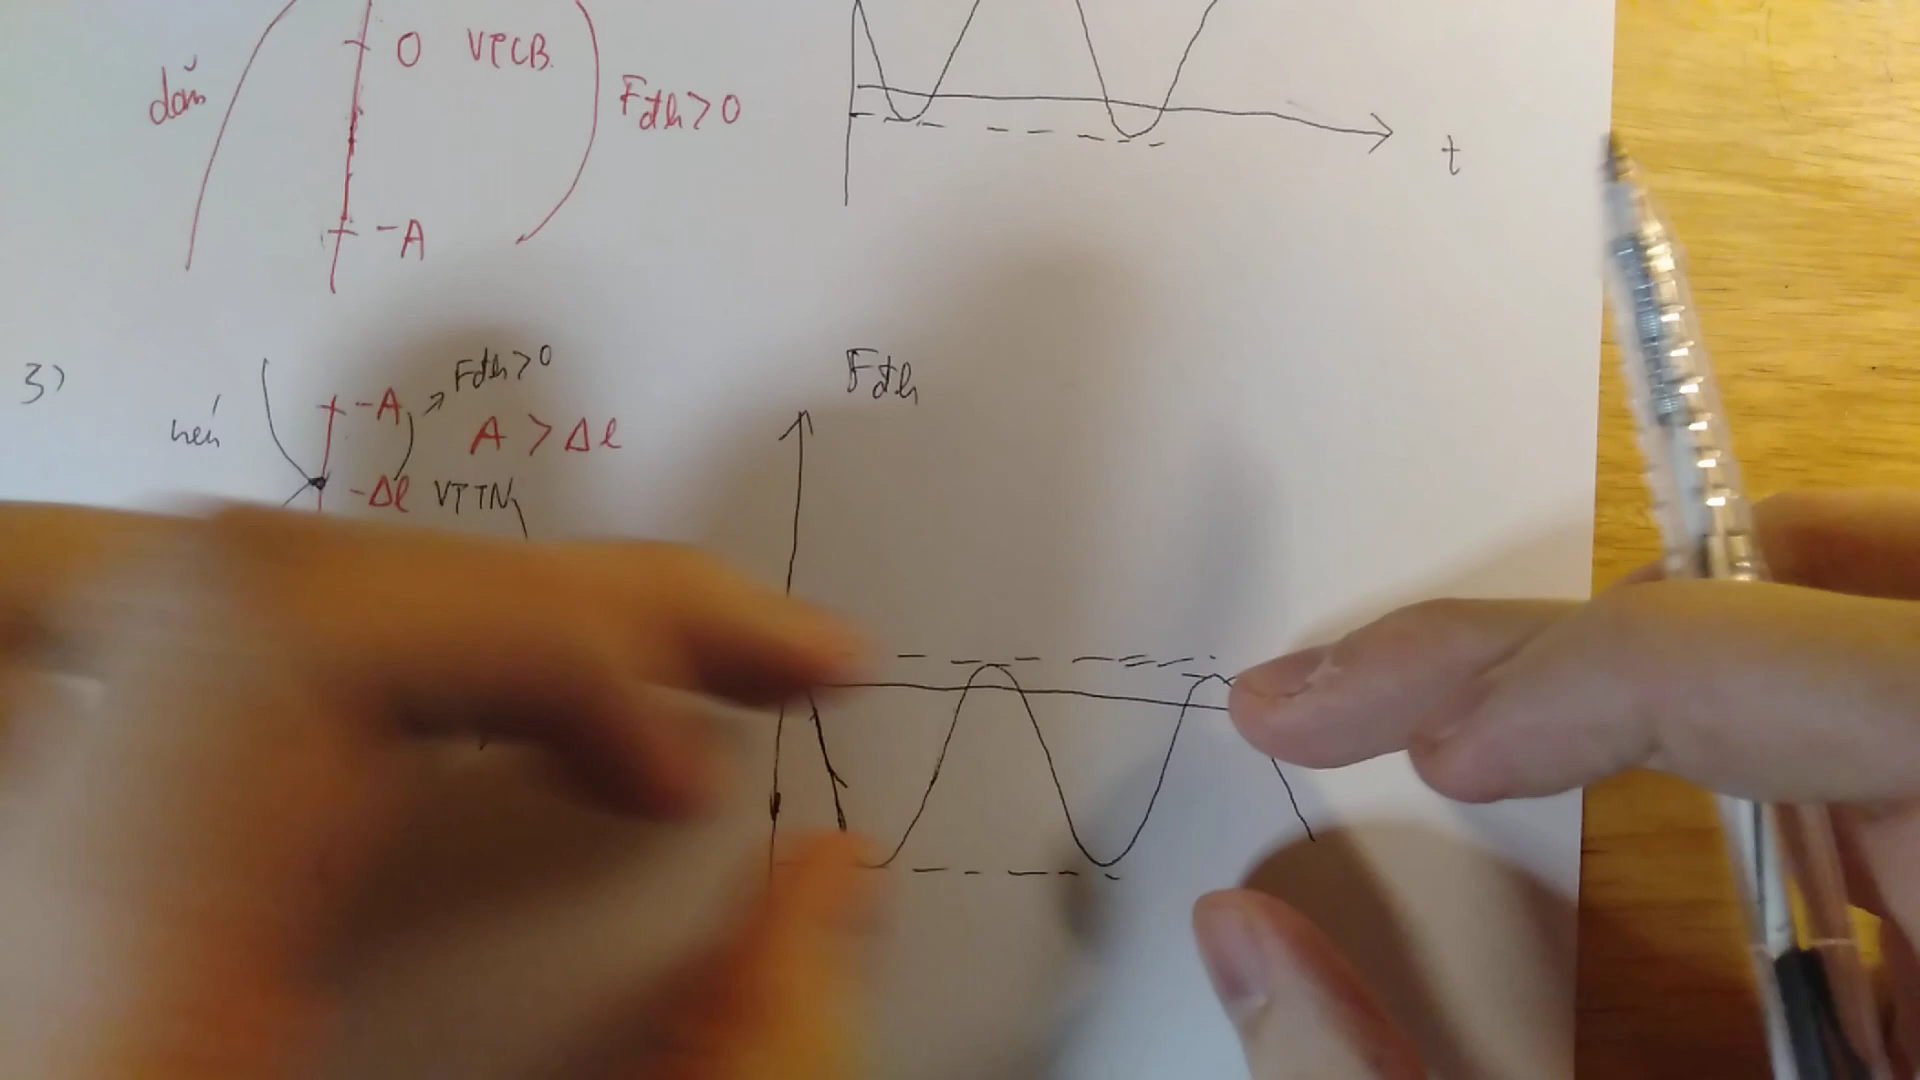 O VTCB
dãn
Fđh > 0
-A
t
3)
Fđh > 0
Fđh
-A
nén
A > Δl
-Δl VTTN